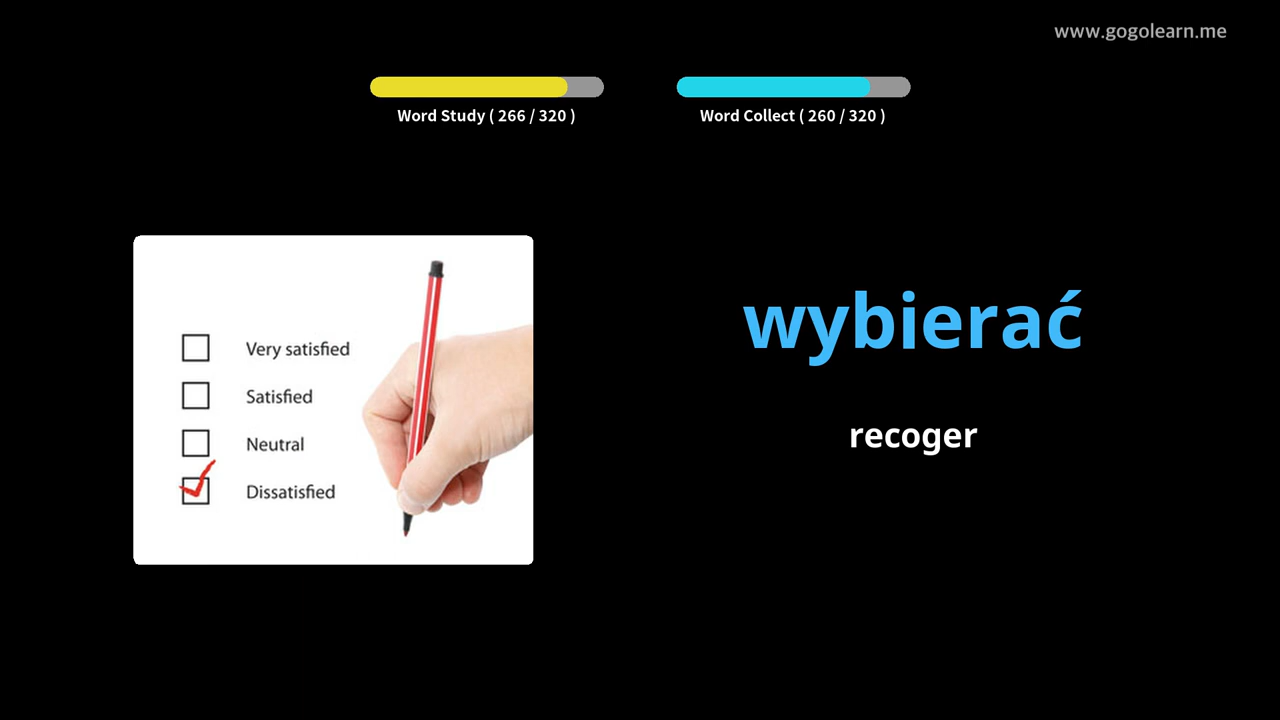 www.gogolearn.me
Word Study ( 266 / 320 )
Word Collect ( 260 / 320 )
Very satisfied
Satisfied
Neutral
Dissatisfied
wybierać
recoger